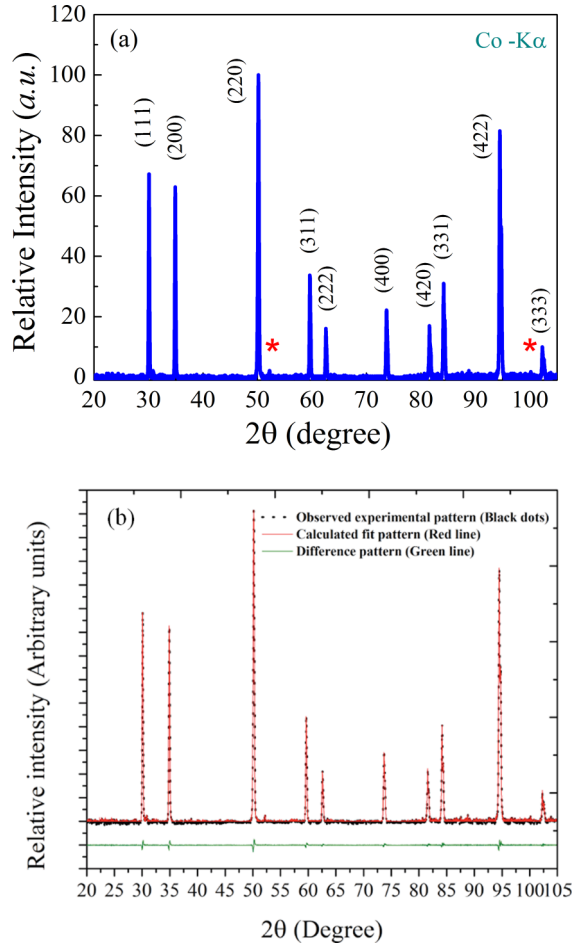 (a)
Co -Kα
Relative Intensity (a.u.)
120
100
80
60
40
20
0
(111)
(200)
(220)
(311)
(222)
(400)
(420)
(331)
(422)
(333)
*
*
20 30 40 50 60 70 80 90 100
2θ (degree)
(b)
Observed experimental pattern (Black dots)
Calculated fit pattern (Red line)
Difference pattern (Green line)
Relative intensity (Arbitrary units)
20 25 30 35 40 45 50 55 60 65 70 75 80 85 90 95 100 105
2θ (Degree)